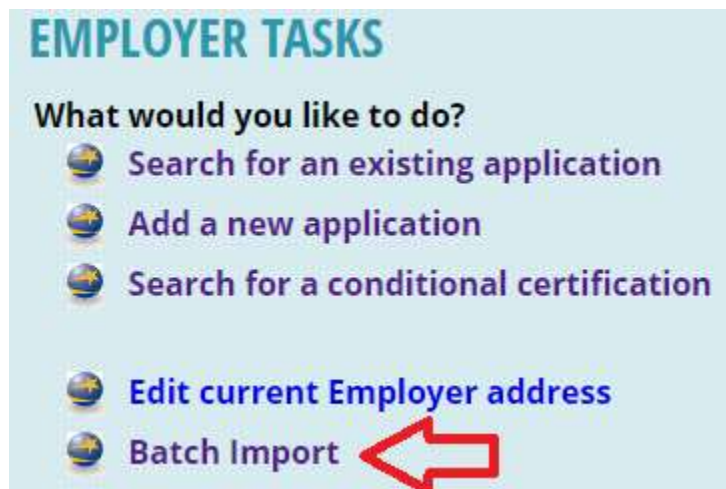 EMPLOYER TASKS
What would you like to do?
Search for an existing application
Add a new application
Search for a conditional certification
Edit current Employer address
Batch Import